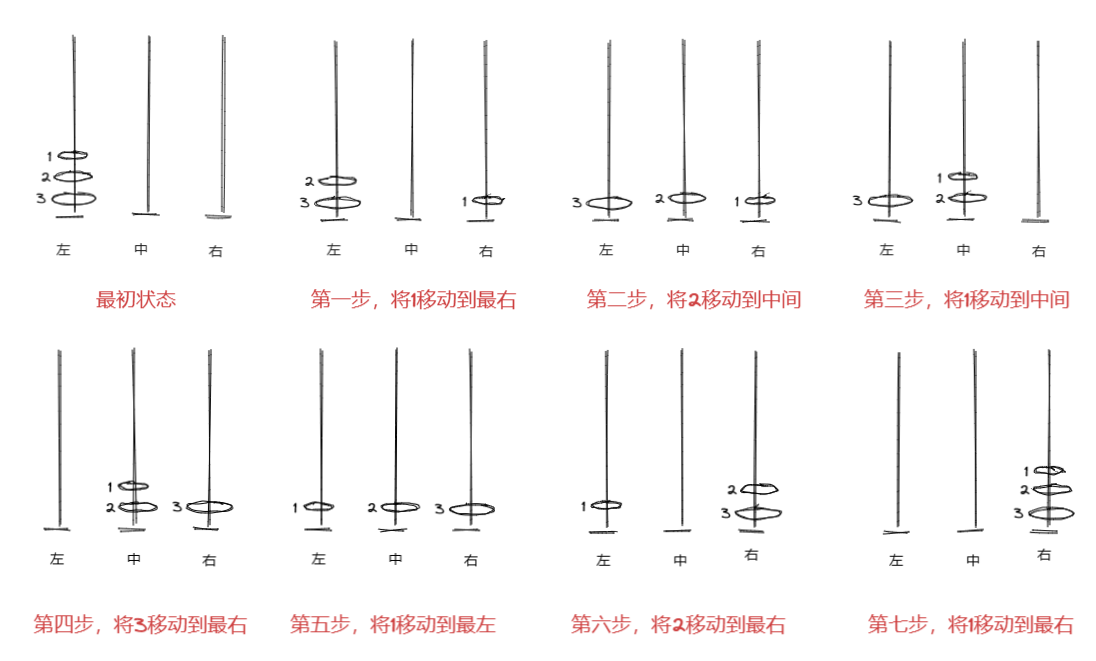 1
2
3
左 中 右
最初状态
2
3 1
左 中 右
第一步，将1移动到最右
3 2 1
左 中 右
第二步，将2移动到中间
1
3 2
左 中 右
第三步，将1移动到中间
1
2 3
左 中 右
第四步，将3移动到最右
1 2 3
左 中 右
第五步，将1移动到最左
2
1 3
左 中 右
第六步，将2移动到最右
1
2
3
左 中 右
第七步，将1移动到最右